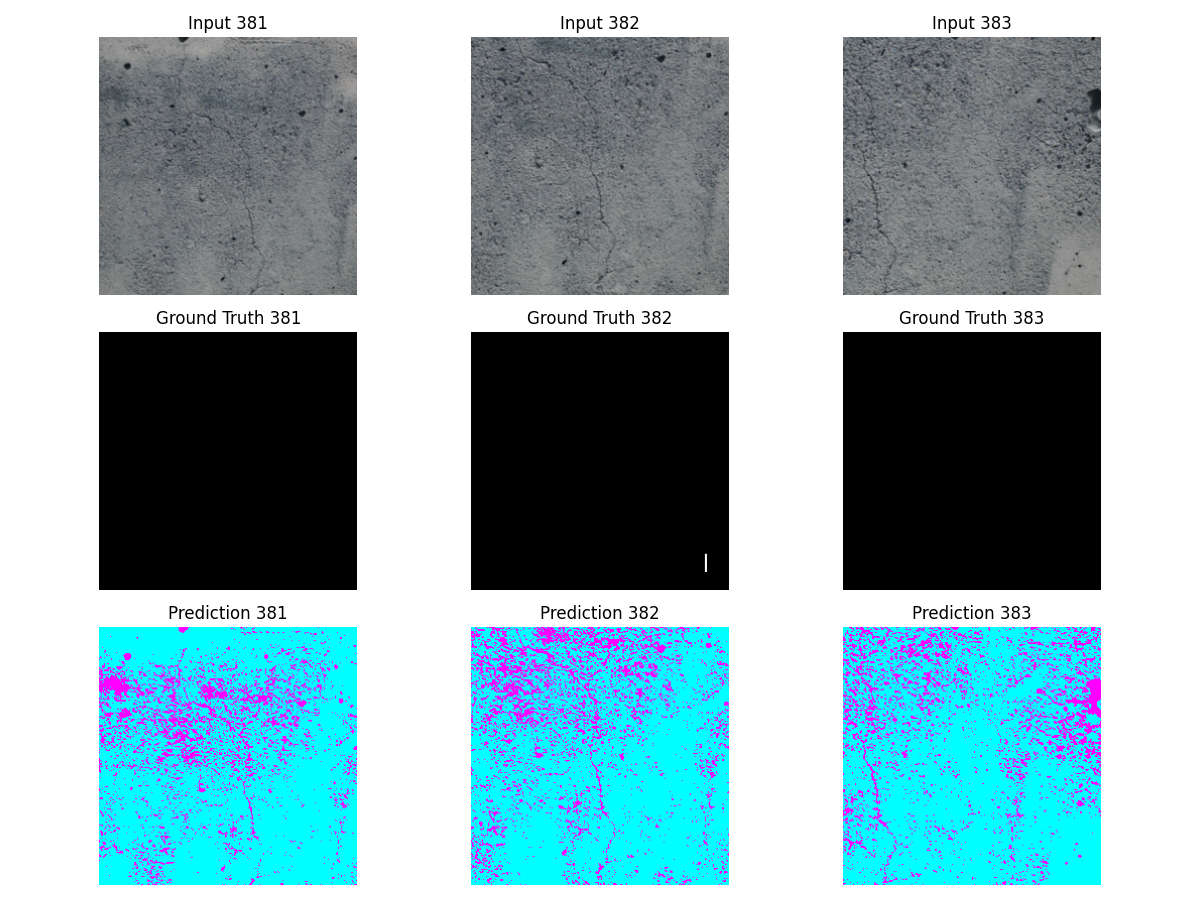 Input 381
Input 382
Input 383
Ground Truth 381
Ground Truth 382
Ground Truth 383
Prediction 381
Prediction 382
Prediction 383